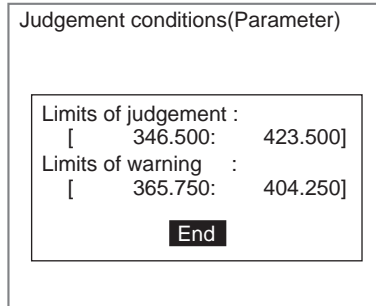 Judgement conditions(Parameter)
Limits of judgement :
[ 346.500: 423.500]
Limits of warning :
[ 365.750: 404.250]
End